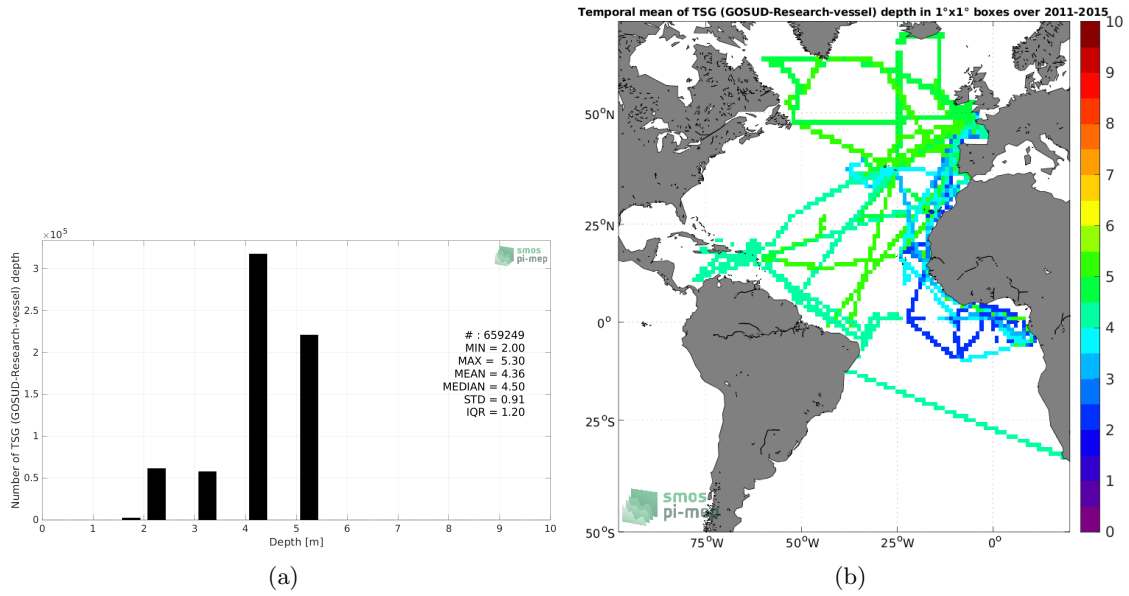 ×10⁵
3
2.5
2
1.5
1
0.5
0
Number of TSG (GOSUD-Research-vessel) depth
0 1 2 3 4 5 6 7 8 9 10
Depth [m]
smos
pi-mep
# : 659249
MIN = 2.00
MAX = 5.30
MEAN = 4.36
MEDIAN = 4.50
STD = 0.91
IQR = 1.20
(a)
Temporal mean of TSG (GOSUD-Research-vessel) depth in 1°x1° boxes over 2011-2015
50°N
25°N
0°
25°S
50°S
75°W 50°W 25°W 0°
smos
pi-mep
10
9
8
7
6
5
4
3
2
1
0
(b)